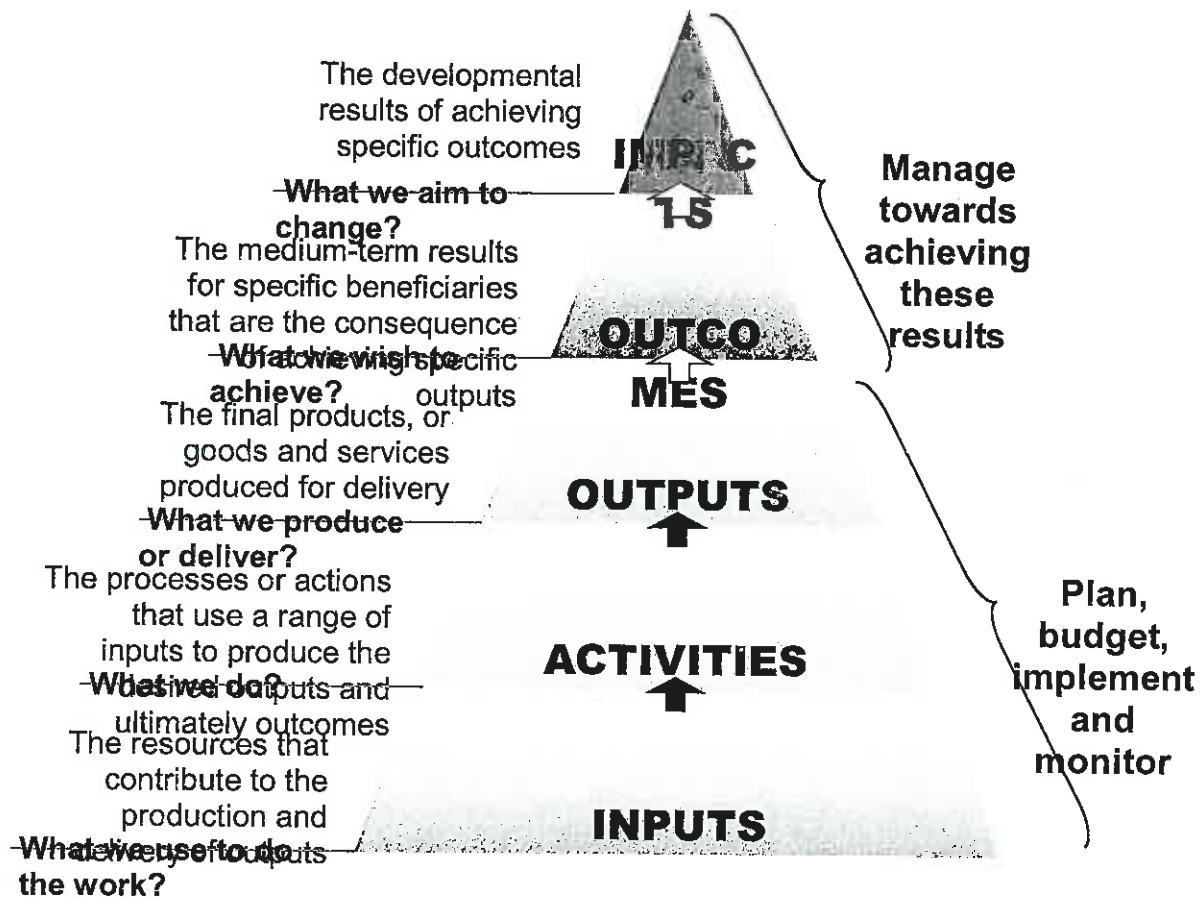 The developmental
results of achieving
specific outcomes
IMPAC
TS
What we aim to
change?
The medium-term results
for specific beneficiaries
that are the consequence
of achieving specific
outputs
What we wish to
achieve?
OUTCO
MES
The final products, or
goods and services
produced for delivery
What we produce
or deliver?
OUTPUTS
The processes or actions
that use a range of
inputs to produce the
desired outputs and
ultimately outcomes
What we do?
ACTIVITIES
The resources that
contribute to the
production and
delivery of outputs
What we use to do
the work?
INPUTS
Manage
towards
achieving
these
results
Plan,
budget,
implement
and
monitor